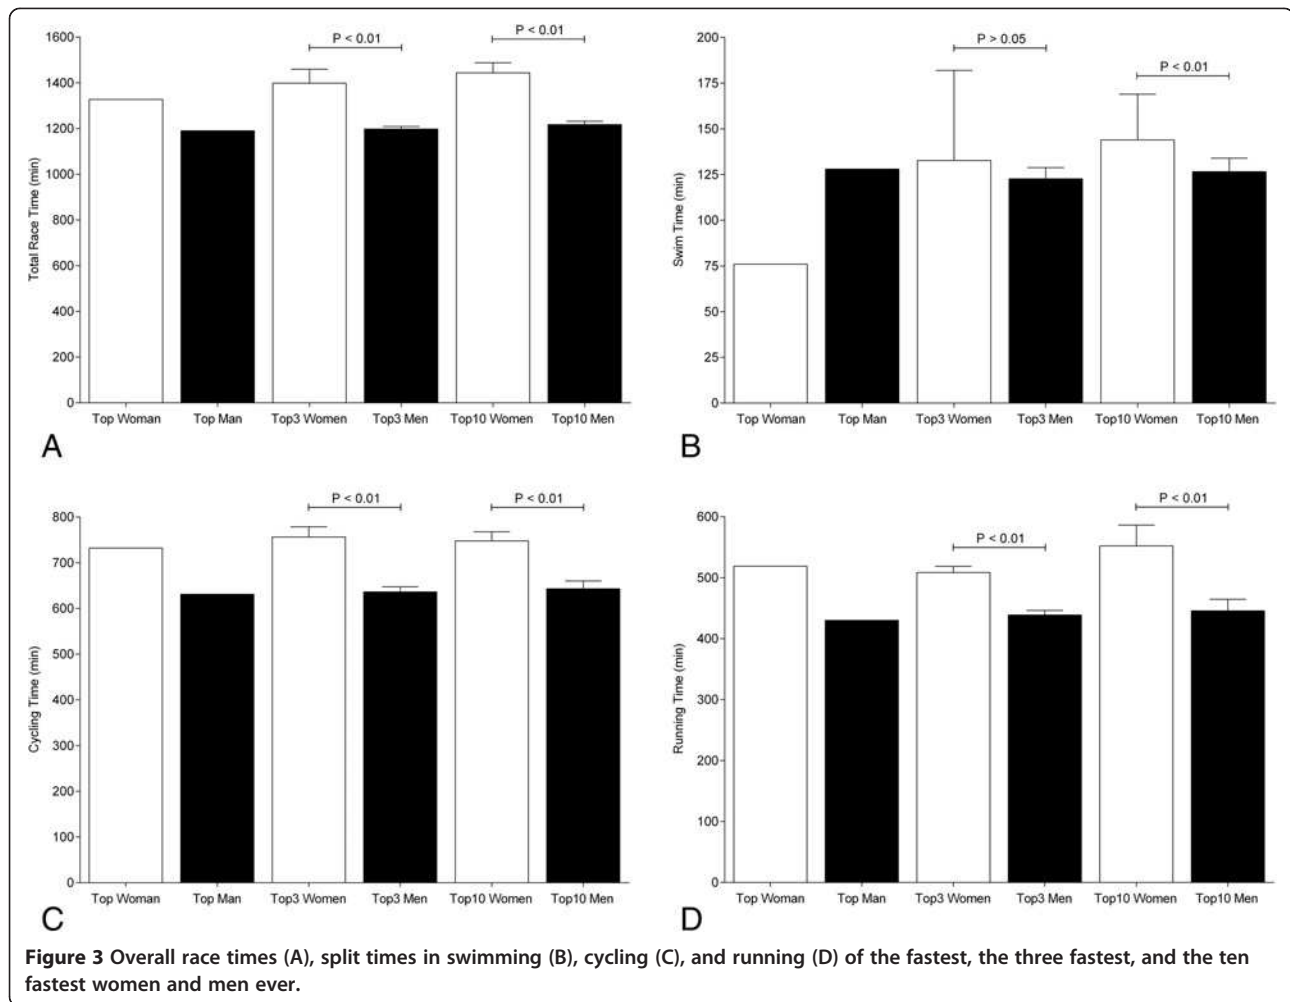 P < 0.01
P < 0.01
Total Race Time (min)
1600
1400
1200
1000
800
600
400
200
0
Top Woman Top Man Top3 Women Top3 Men Top10 Women Top10 Men
A
P > 0.05
P < 0.01
Swim Time (min)
200
175
150
125
100
75
50
25
0
Top Woman Top Man Top3 Women Top3 Men Top10 Women Top10 Men
B
P < 0.01
P < 0.01
Cycling Time (min)
800
700
600
500
400
300
200
100
0
Top Woman Top Man Top3 Women Top3 Men Top10 Women Top10 Men
C
P < 0.01
P < 0.01
Running Time (min)
600
500
400
300
200
100
0
Top Woman Top Man Top3 Women Top3 Men Top10 Women Top10 Men
D
Figure 3 Overall race times (A), split times in swimming (B), cycling (C), and running (D) of the fastest, the three fastest, and the ten
fastest women and men ever.